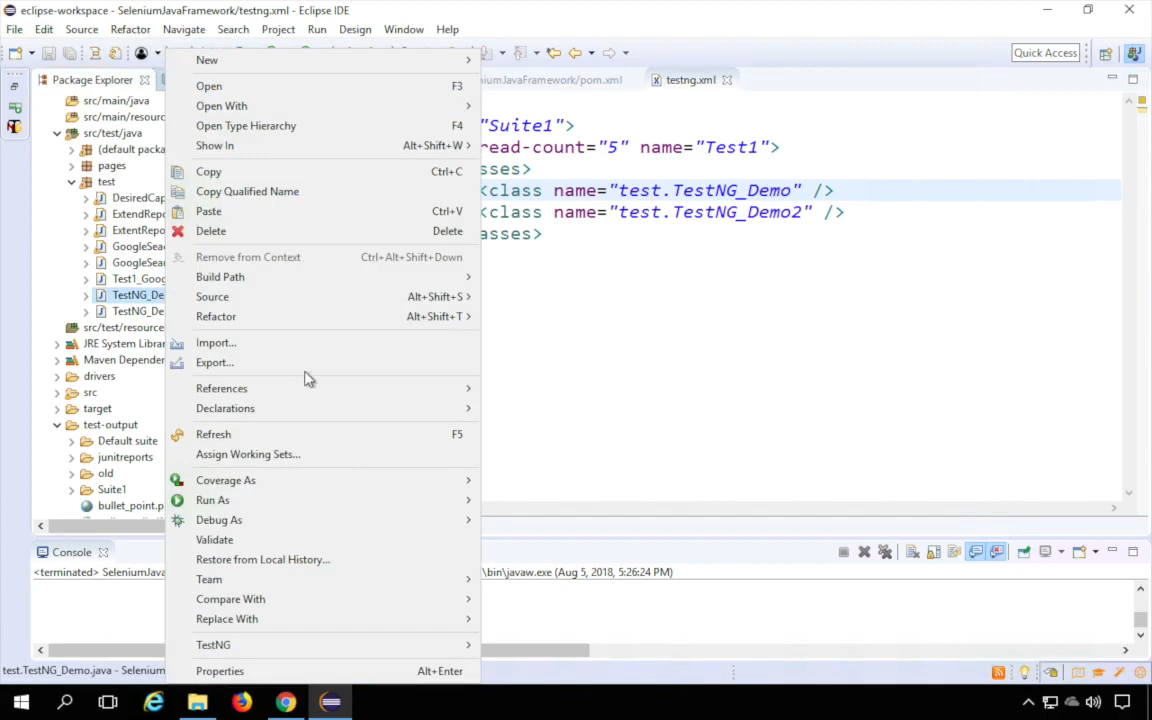 eclipse-workspace - SeleniumJavaFramework/testng.xml - Eclipse IDE
File Edit Source Refactor Navigate Search Project Run Design Window Help
Quick Access
Package Explorer
iumJavaFramework/pom.xml
testng.xml
src/main/java
src/main/resourc
src/test/java
(default packa
pages
test
DesiredCap
ExtendRepo
ExtentRepo
GoogleSea
GoogleSea
Test1_Goog
TestNG_De
TestNG_De
src/test/resource
JRE System Librar
Maven Dependen
drivers
src
target
test-output
Default suite
junitreports
old
Suite1
bullet_point.p
New
Open F3
Open With
Open Type Hierarchy F4
Show In Alt+Shift+W
Copy Ctrl+C
Copy Qualified Name
Paste Ctrl+V
Delete Delete
Remove from Context Ctrl+Alt+Shift+Down
Build Path
Source Alt+Shift+S
Refactor Alt+Shift+T
Import...
Export...
References
Declarations
Refresh F5
Assign Working Sets...
Coverage As
Run As
Debug As
Validate
Restore from Local History...
Team
Compare With
Replace With
TestNG
Properties Alt+Enter
"Suite1">
read-count="5" name="Test1">
sses>
<class name="test.TestNG_Demo" />
<class name="test.TestNG_Demo2" />
asses>
Console
<terminated> SeleniumJava
\bin\javaw.exe (Aug 5, 2018, 5:26:24 PM)
test.TestNG_Demo.java - Selenium